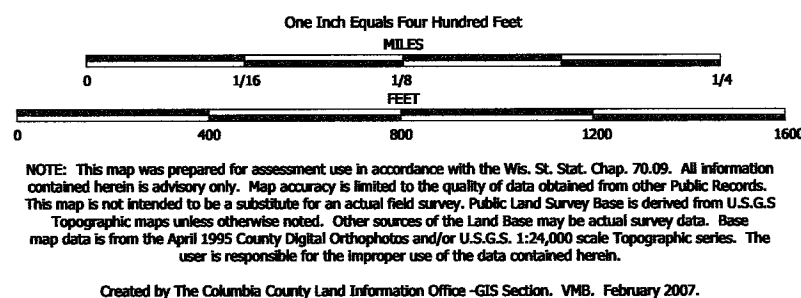 One Inch Equals Four Hundred Feet
MILES
0 1/16 1/8 1/4
FEET
0 400 800 1200 1600
NOTE: This map was prepared for assessment use in accordance with the Wis. St. Stat. Chap. 70.09. All information
contained herein is advisory only. Map accuracy is limited to the quality of data obtained from other Public Records.
This map is not intended to be a substitute for an actual field survey. Public Land Survey Base is derived from U.S.G.S
Topographic maps unless otherwise noted. Other sources of the Land Base may be actual survey data. Base
map data is from the April 1995 County Digital Orthophotos and/or U.S.G.S. 1:24,000 scale Topographic series. The
user is responsible for the improper use of the data contained herein.
Created by The Columbia County Land Information Office -GIS Section. VMB. February 2007.